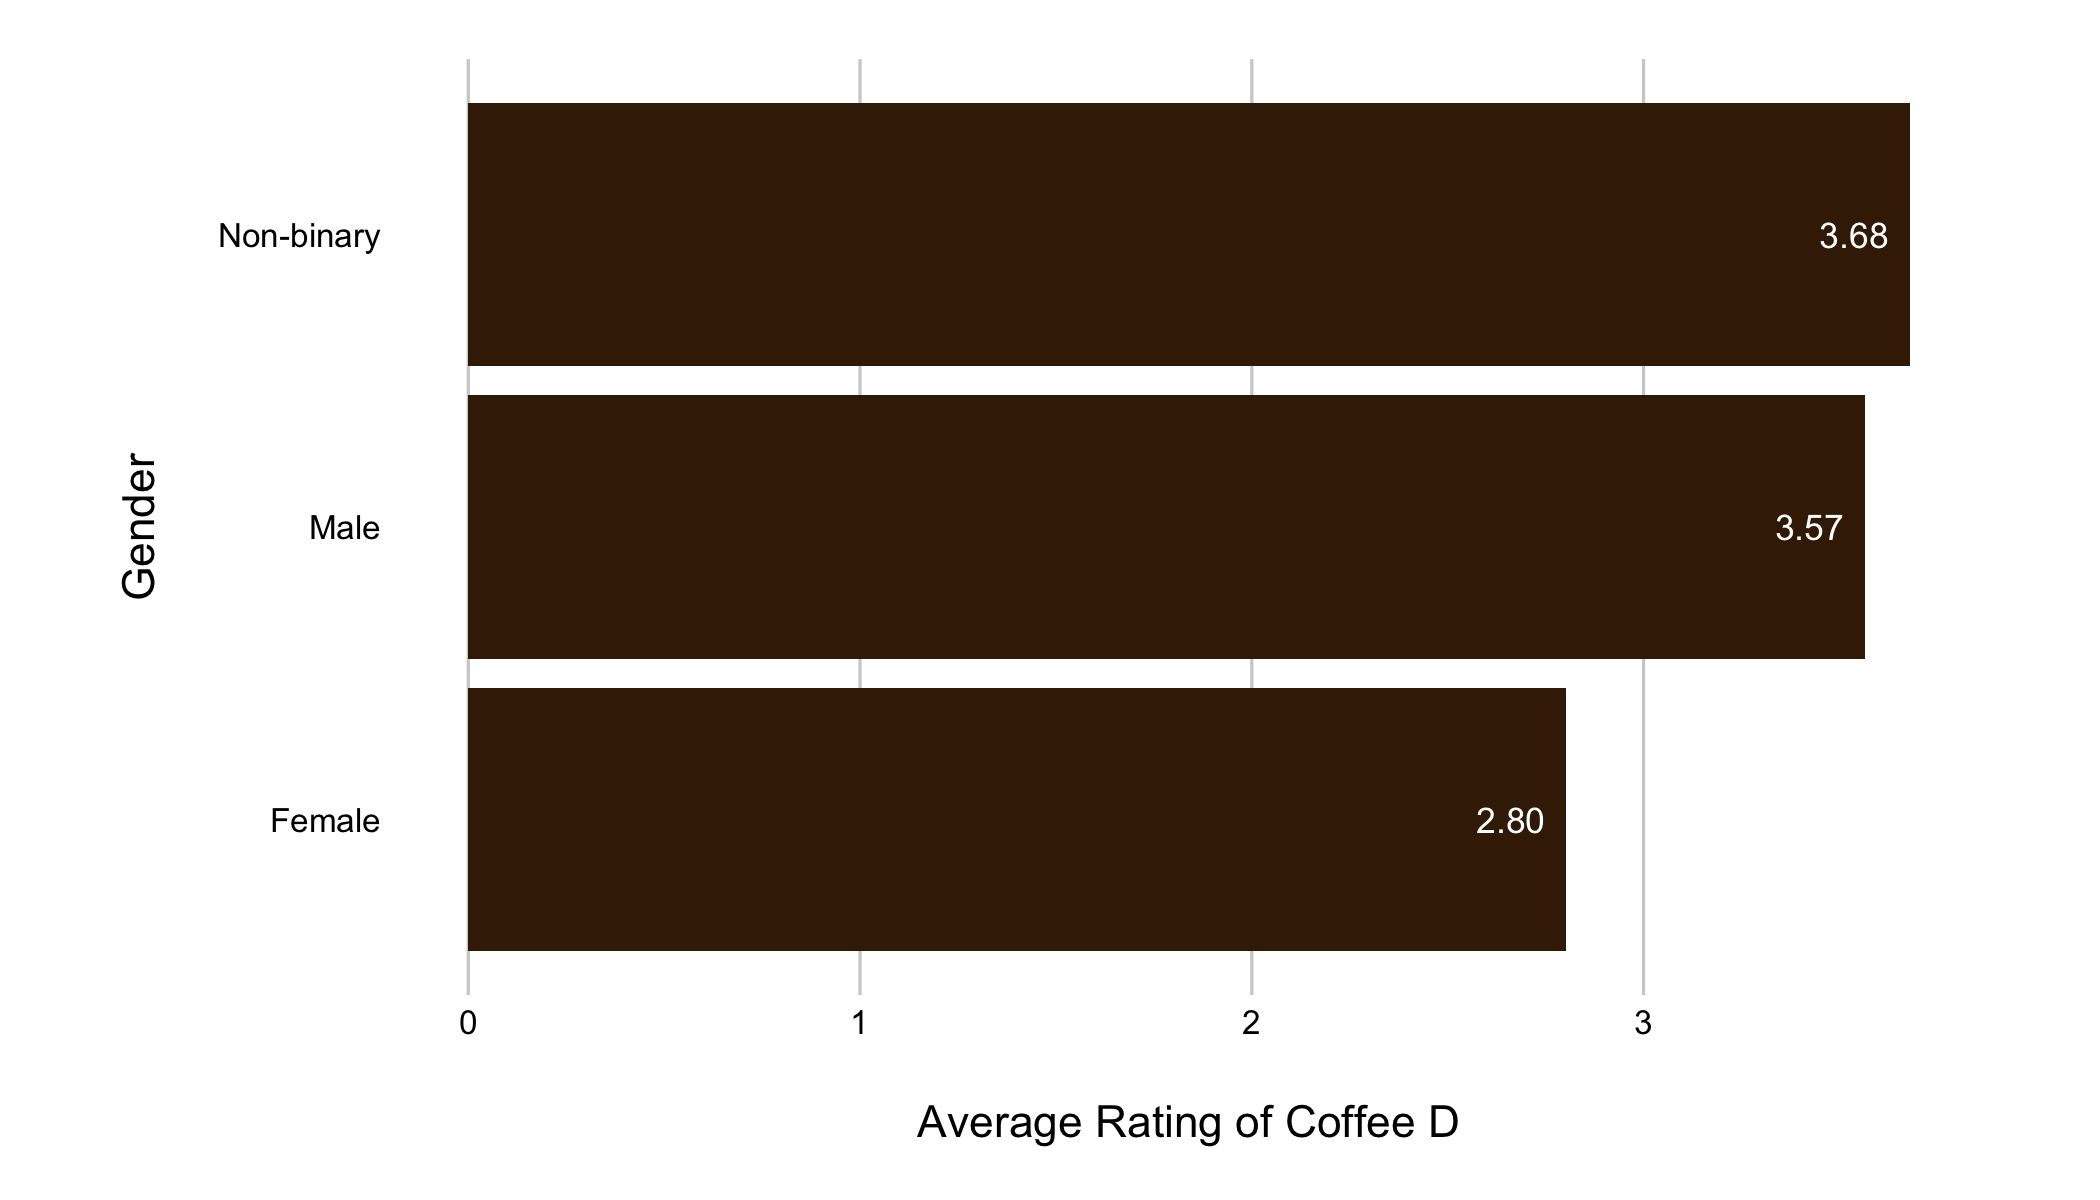 Non-binary
3.68
Male
3.57
Gender
Female
2.80
0 1 2 3
Average Rating of Coffee D